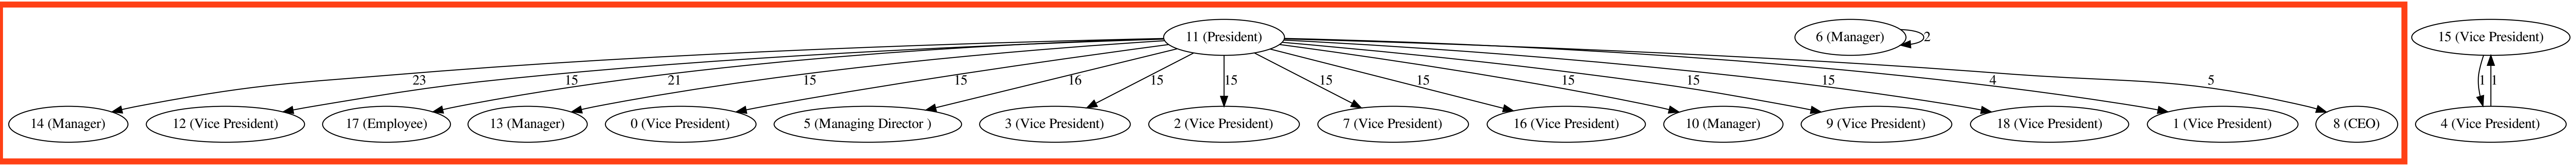 11 (President)
6 (Manager)
2
15 (Vice President)
23
15
21
15
15
16
15
15
15
15
15
15
15
4
5
1
1
14 (Manager)
12 (Vice President)
17 (Employee)
13 (Manager)
0 (Vice President)
5 (Managing Director )
3 (Vice President)
2 (Vice President)
7 (Vice President)
16 (Vice President)
10 (Manager)
9 (Vice President)
18 (Vice President)
1 (Vice President)
8 (CEO)
4 (Vice President)